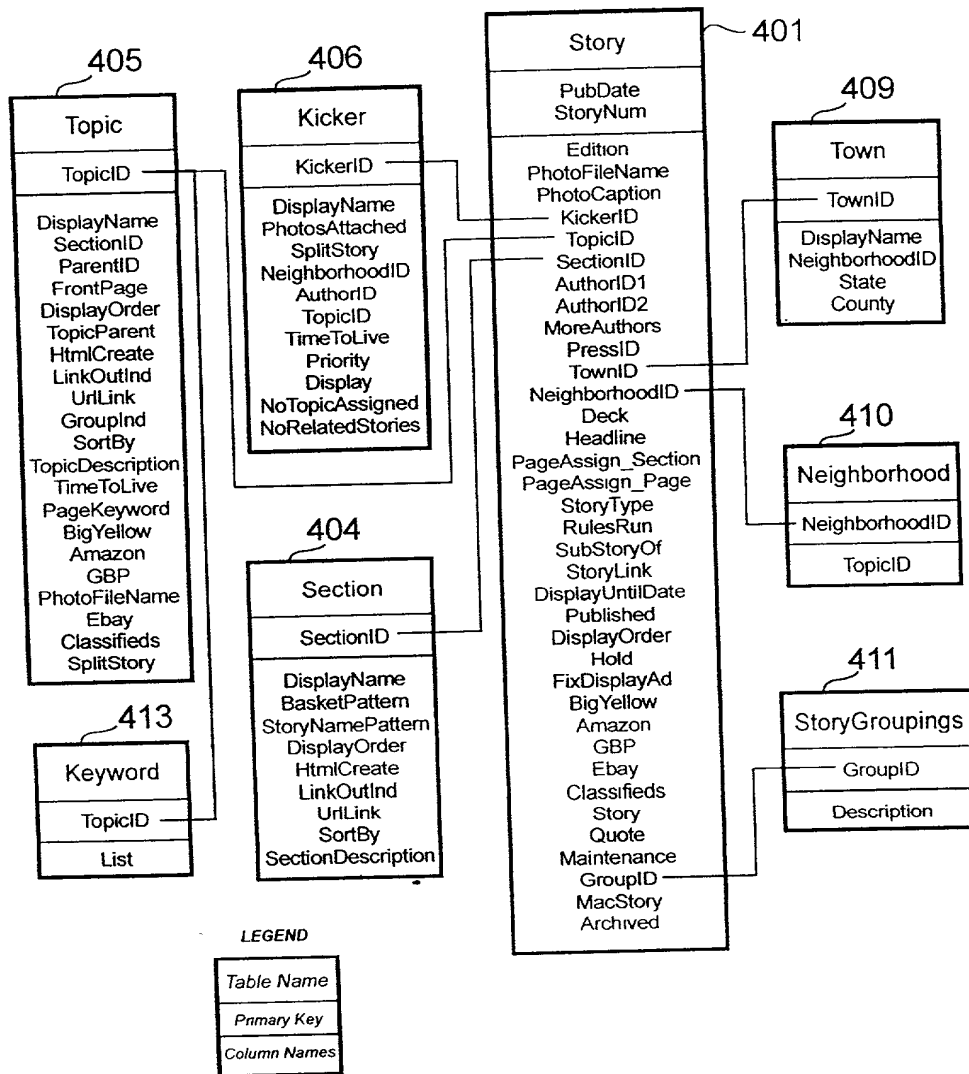 405
Topic
TopicID
DisplayName
SectionID
ParentID
FrontPage
DisplayOrder
TopicParent
HtmlCreate
LinkOutInd
UrlLink
GroupInd
SortBy
TopicDescription
TimeToLive
PageKeyword
BigYellow
Amazon
GBP
PhotoFileName
Ebay
Classifieds
SplitStory
413
Keyword
TopicID
List
406
Kicker
KickerID
DisplayName
PhotosAttached
SplitStory
NeighborhoodID
AuthorID
TopicID
TimeToLive
Priority
Display
NoTopicAssigned
NoRelatedStories
404
Section
SectionID
DisplayName
BasketPattern
StoryNamePattern
DisplayOrder
HtmlCreate
LinkOutInd
UrlLink
SortBy
SectionDescription
LEGEND
Table Name
Primary Key
Column Names
401
Story
PubDate
StoryNum
Edition
PhotoFileName
PhotoCaption
KickerID
TopicID
SectionID
AuthorID1
AuthorID2
MoreAuthors
PressID
TownID
NeighborhoodID
Deck
Headline
PageAssign_Section
PageAssign_Page
StoryType
RulesRun
SubStoryOf
StoryLink
DisplayUntilDate
Published
DisplayOrder
Hold
FixDisplayAd
BigYellow
Amazon
GBP
Ebay
Classifieds
Story
Quote
Maintenance
GroupID
MacStory
Archived
409
Town
TownID
DisplayName
NeighborhoodID
State
County
410
Neighborhood
NeighborhoodID
TopicID
411
StoryGroupings
GroupID
Description